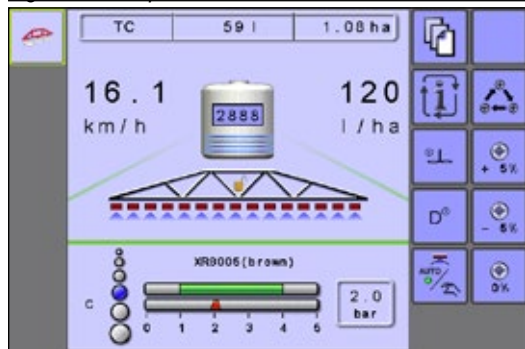 TC 59 l 1.08 ha
16.1
km/h
2888
120
l/ha
i
+ 5%
D
- 5%
XR8005(brown)
C
0 1 2 3 4 5
2.0
bar
AUTO
0%